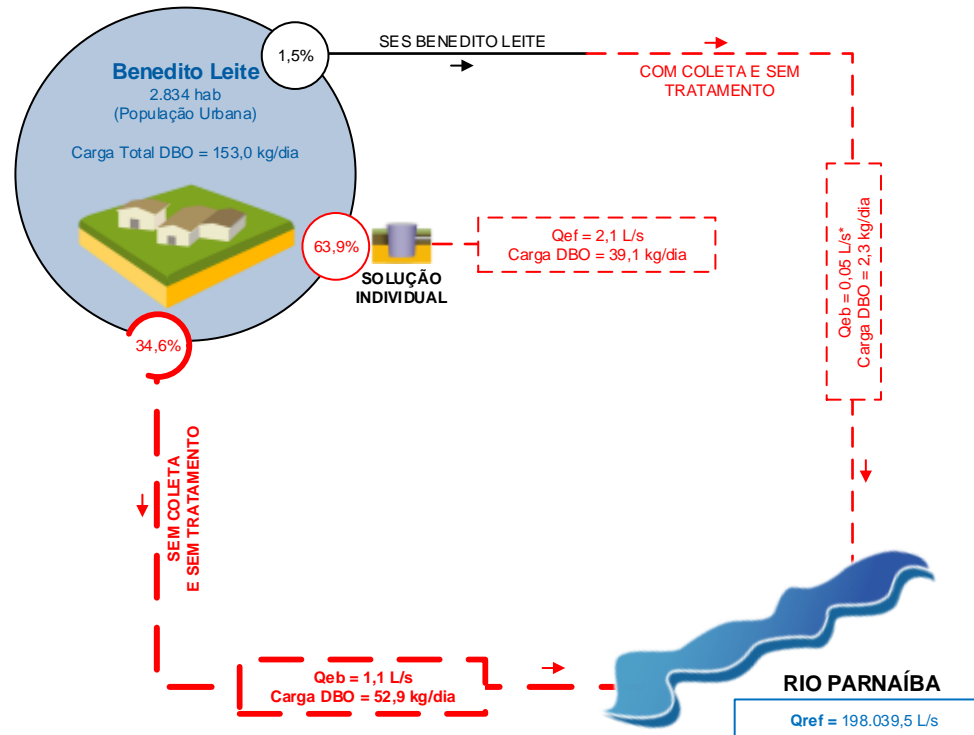 1,5%
SES BENEDITO LEITE
COM COLETA E SEM
TRATAMENTO
Benedito Leite
2.834 hab
(População Urbana)
Carga Total DBO = 153,0 kg/dia
63,9%
SOLUÇÃO
INDIVIDUAL
Qef = 2,1 L/s
Carga DBO = 39,1 kg/dia
Qeb = 0,05 L/s*
Carga DBO = 2,3 kg/dia
34,6%
SEM COLETA
E SEM TRATAMENTO
Qeb = 1,1 L/s
Carga DBO = 52,9 kg/dia
RIO PARNAÍBA
Qref = 198.039,5 L/s